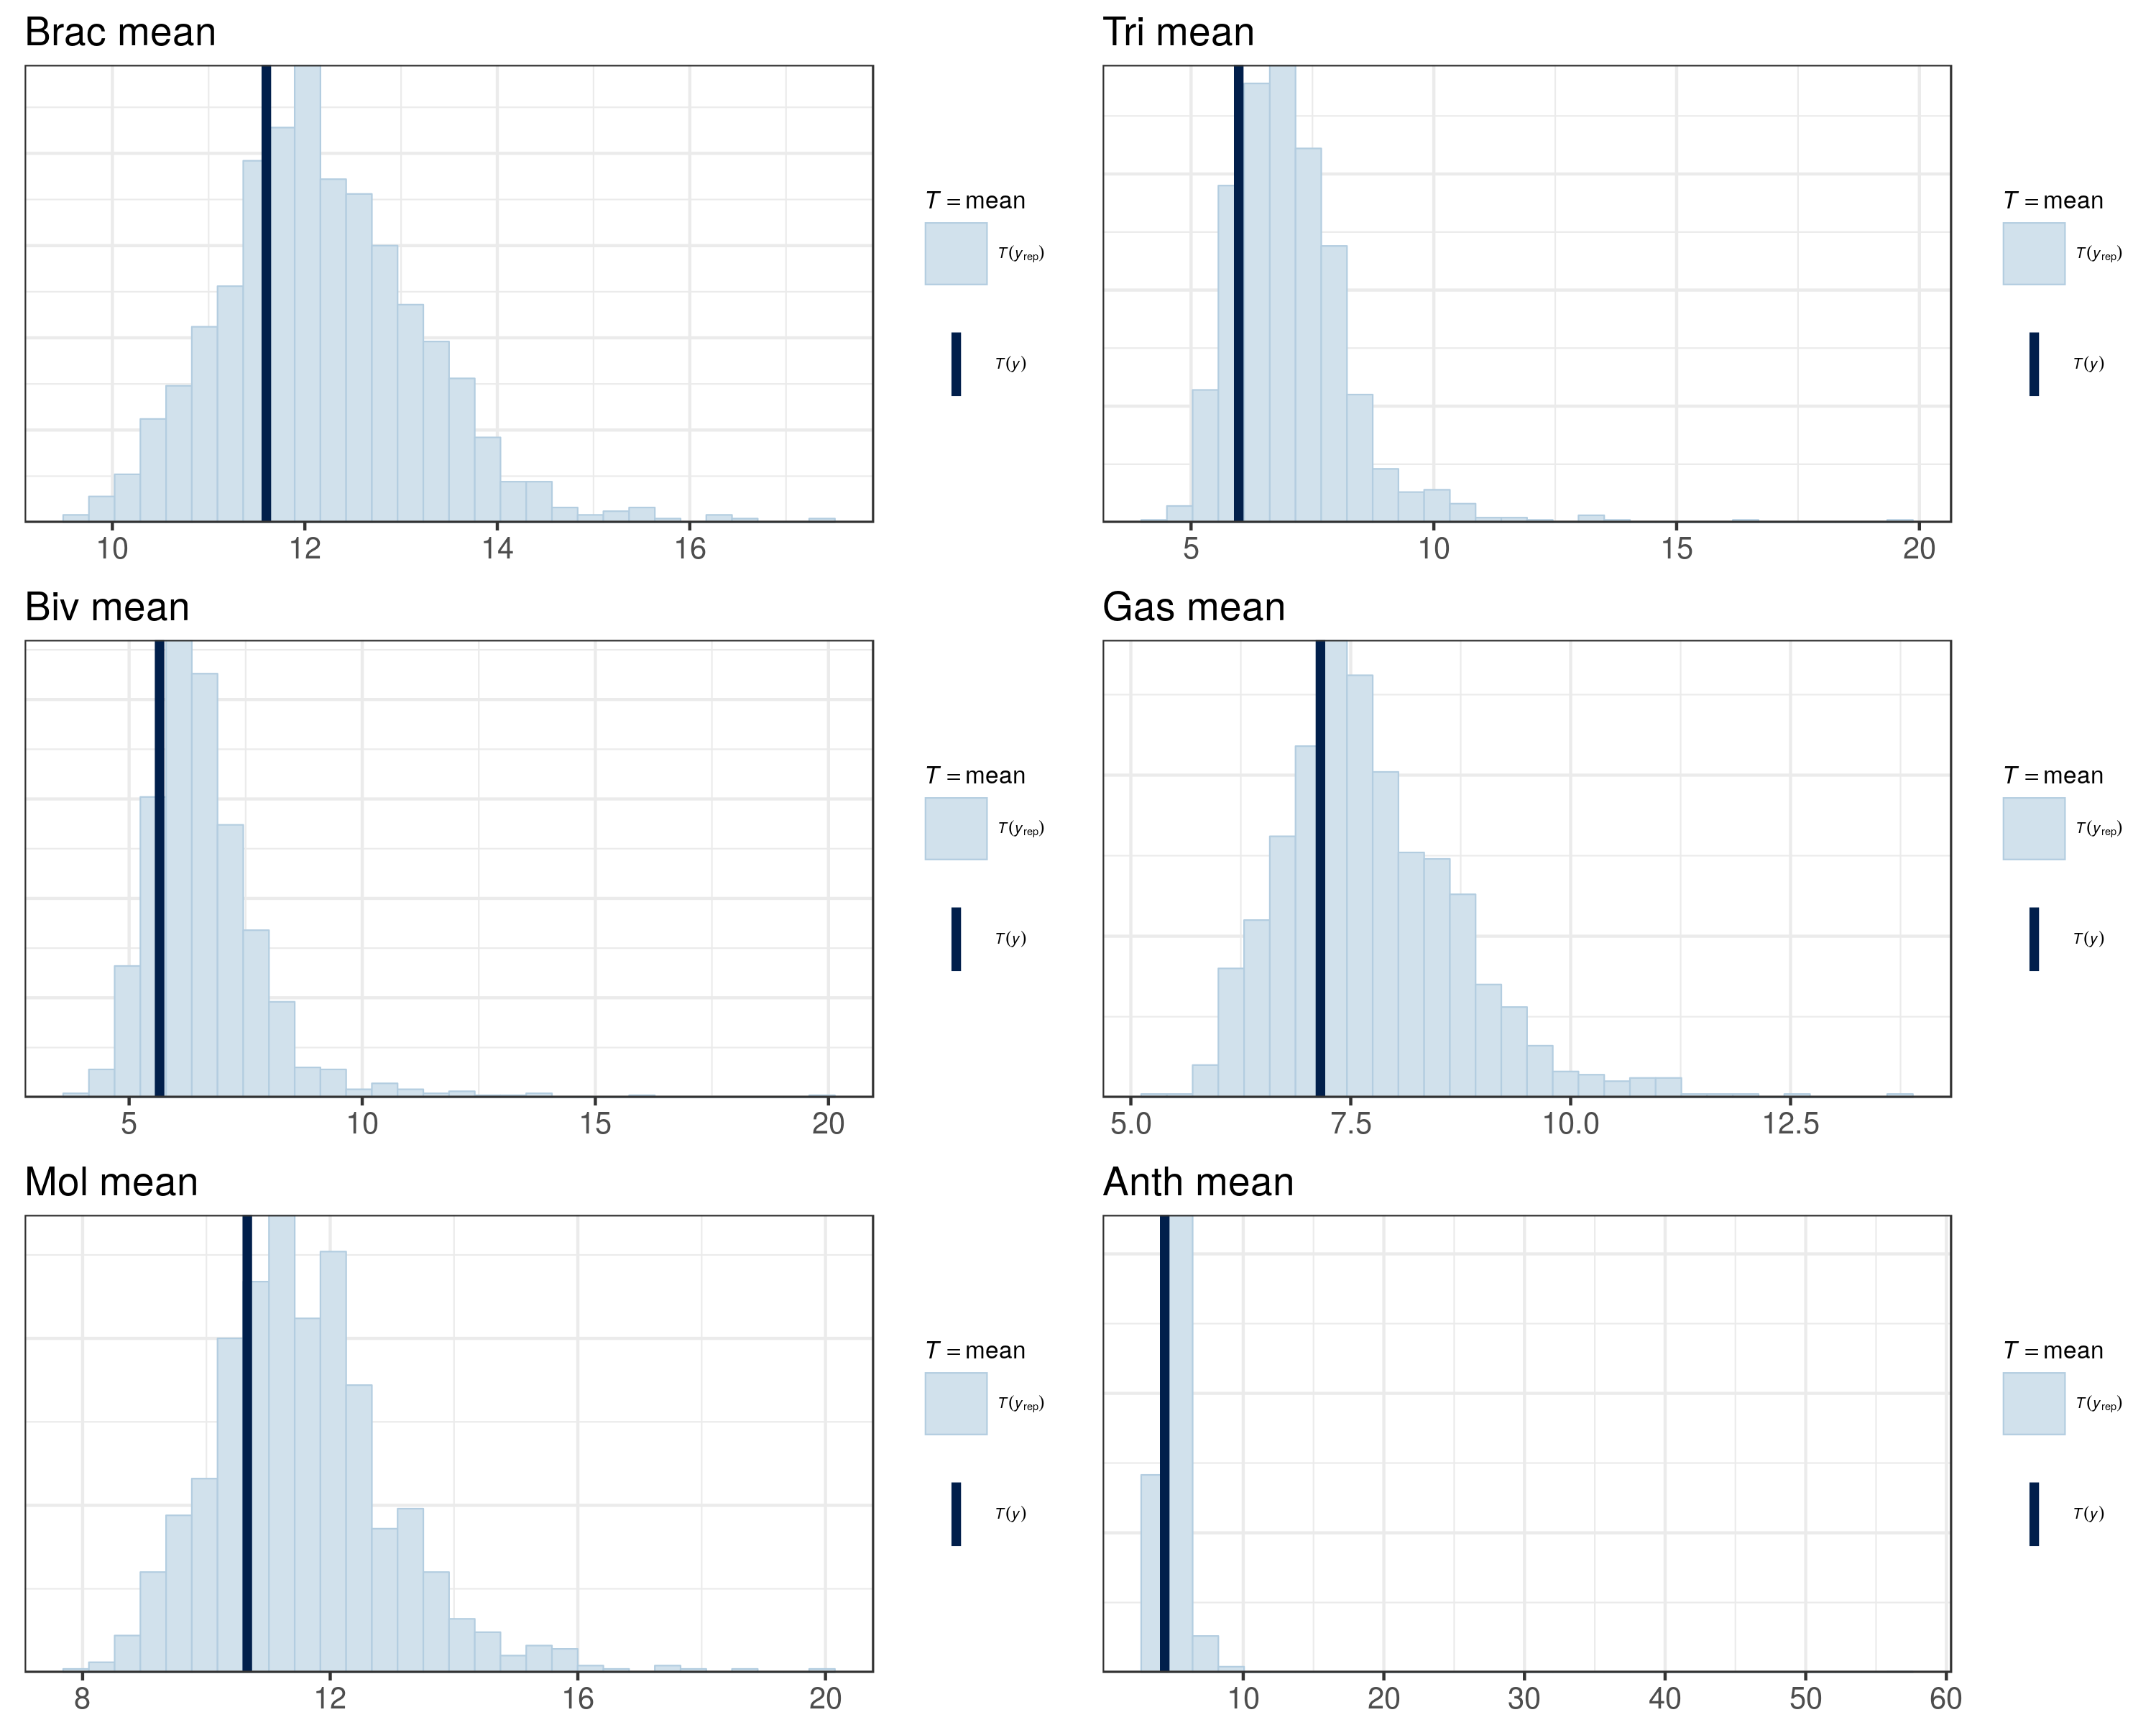 Brac mean
T = mean
T(yrep)
T(y)
10 12 14 16
Tri mean
T = mean
T(yrep)
T(y)
5 10 15 20
Biv mean
T = mean
T(yrep)
T(y)
5 10 15 20
Gas mean
T = mean
T(yrep)
T(y)
5.0 7.5 10.0 12.5
Mol mean
T = mean
T(yrep)
T(y)
8 12 16 20
Anth mean
T = mean
T(yrep)
T(y)
10 20 30 40 50 60